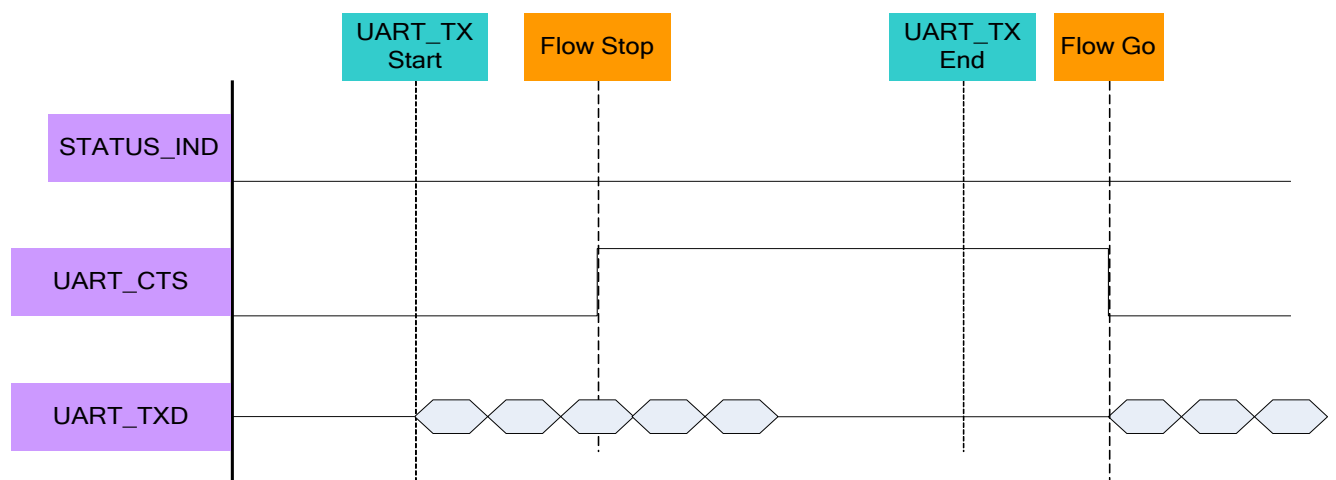 UART_TX
Start
Flow Stop
UART_TX
End
Flow Go
STATUS_IND
UART_CTS
UART_TXD